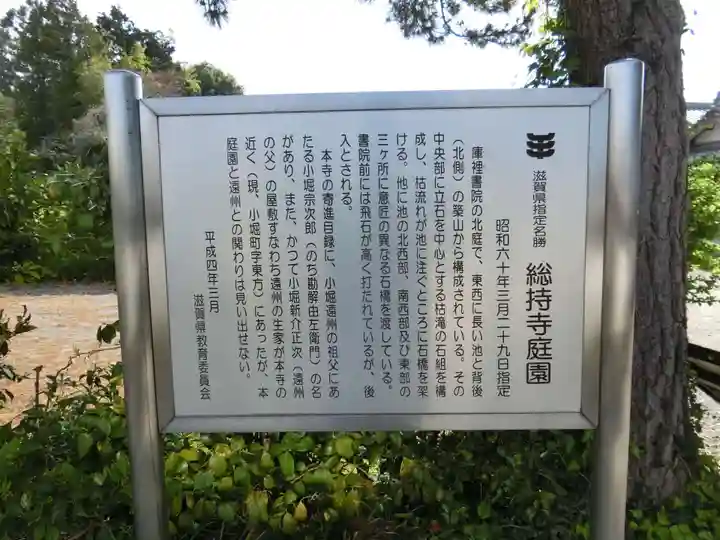 滋賀県指定名勝 総持寺庭園
昭和六十年三月二十九日指定
庫裡書院の北庭で、東西に長い池と背後
(北側)の築山から構成されている。その
中央部に立石を中心とする枯滝の石組を構
成し、枯流れが池に注ぐところに石橋を架
ける。他に池の北西部、南西部及び東部の
三ヶ所に意匠の異なる石橋を渡している。
書院前には飛石が高く打たれているが、後
入とされる。
本寺の寄進目録に、小堀遠州の祖父にあ
たる小堀宗次郎(のち勘解由左衛門)の名
があり、また、かつて小堀新介正次(遠州
の父)の屋敷すなわち遠州の生家が本寺の
近く(現、小堀町字東方)にあったが、本
庭園と遠州との関わりは見い出せない。
平成四年三月
滋賀県教育委員会